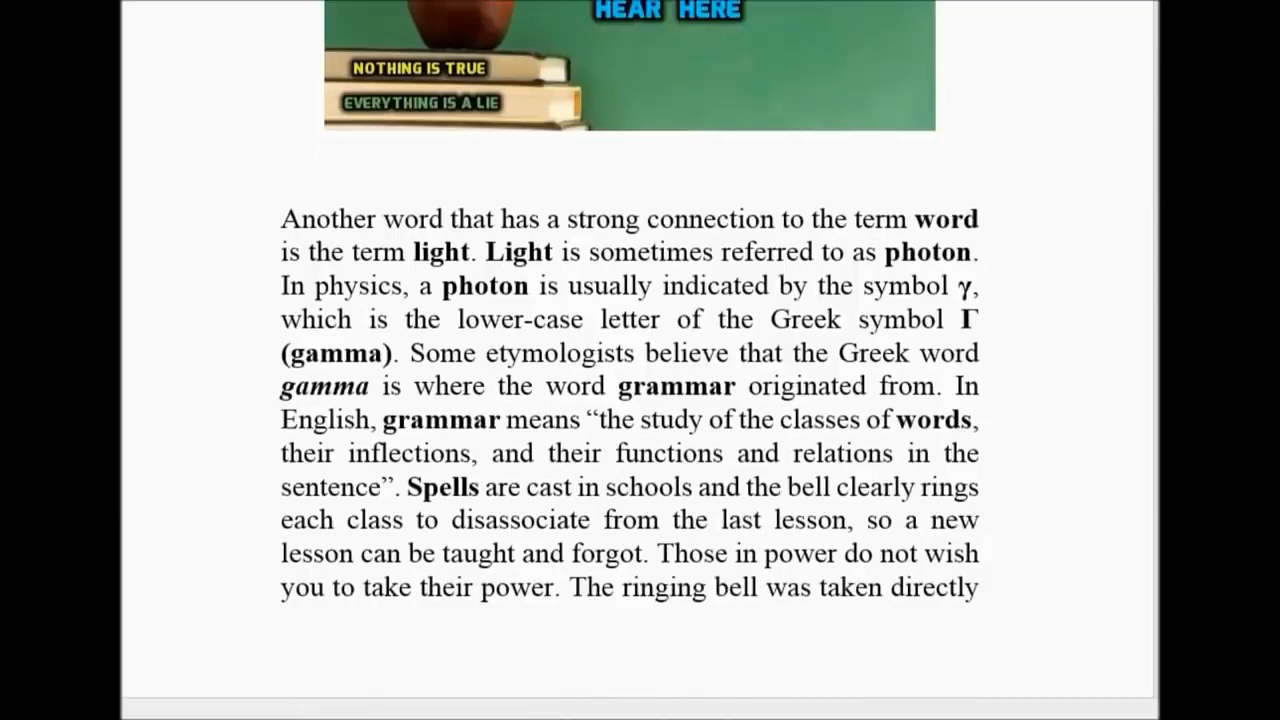 HEAR HERE
NOTHING IS TRUE
EVERYTHING IS A LIE
Another word that has a strong connection to the term word
is the term light. Light is sometimes referred to as photon.
In physics, a photon is usually indicated by the symbol γ,
which is the lower-case letter of the Greek symbol Γ
(gamma). Some etymologists believe that the Greek word
gamma is where the word grammar originated from. In
English, grammar means “the study of the classes of words,
their inflections, and their functions and relations in the
sentence”. Spells are cast in schools and the bell clearly rings
each class to disassociate from the last lesson, so a new
lesson can be taught and forgot. Those in power do not wish
you to take their power. The ringing bell was taken directly